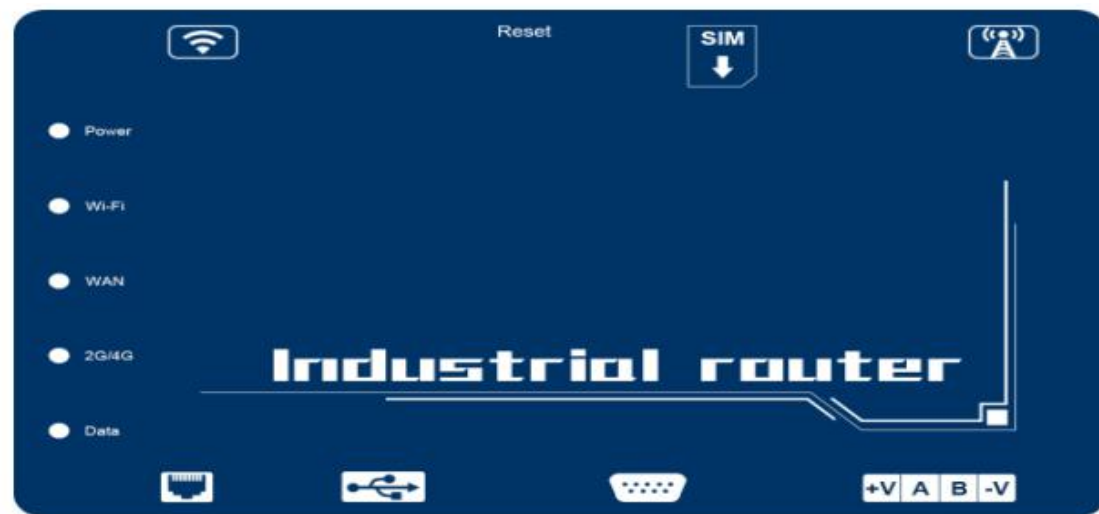 Reset
SIM
Power
Wi-Fi
WAN
2G/4G
Industrial router
Data
+V A B -V